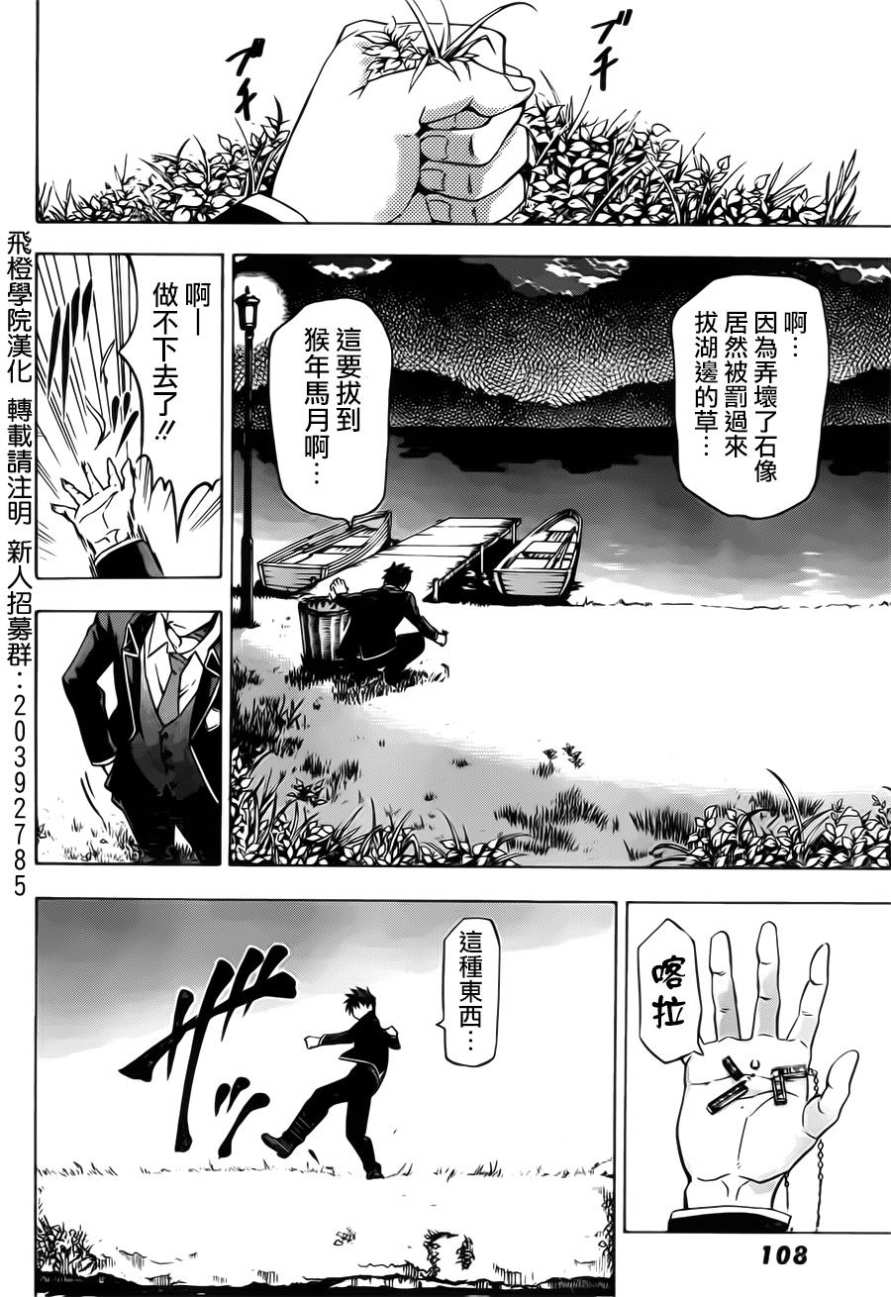 ブチ
ブチ
啊…
因為弄壞了石像
居然被罰過來
拔湖邊的草…
這要拔到
猴年馬月啊…
啊—
做不下去了!!
喀拉
這種東西…
108
飛橙學院漢化 轉載請注明 新人招募群：20392785